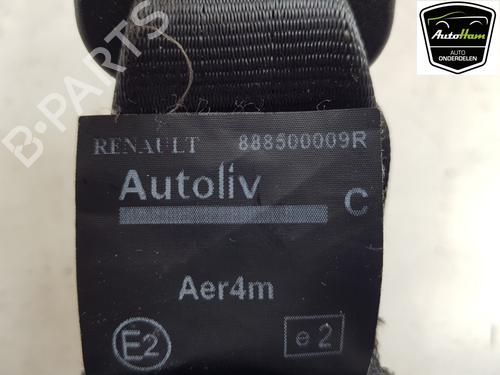 AutoHam
AUTO
ONDERDELEN
B-PARTS
RENAULT 888500009R
Autoliv
C
Aer4m
E2 e2